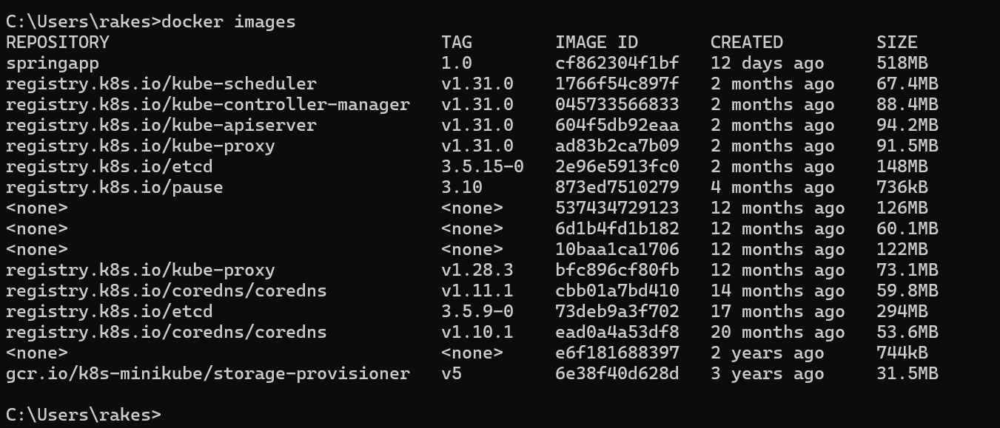 C:\Users\rakes>docker images
REPOSITORY                                TAG        IMAGE ID       CREATED         SIZE
springapp                                 1.0        cf862304f1bf   12 days ago     518MB
registry.k8s.io/kube-scheduler            v1.31.0    1766f54c897f   2 months ago    67.4MB
registry.k8s.io/kube-controller-manager   v1.31.0    045733566833   2 months ago    88.4MB
registry.k8s.io/kube-apiserver            v1.31.0    604f5db92eaa   2 months ago    94.2MB
registry.k8s.io/kube-proxy                v1.31.0    ad83b2ca7b09   2 months ago    91.5MB
registry.k8s.io/etcd                      3.5.15-0   2e96e5913fc0   2 months ago    148MB
registry.k8s.io/pause                     3.10       873ed7510279   4 months ago    736kB
<none>                                    <none>     537434729123   12 months ago   126MB
<none>                                    <none>     6d1b4fd1b182   12 months ago   60.1MB
<none>                                    <none>     10baa1ca1706   12 months ago   122MB
registry.k8s.io/kube-proxy                v1.28.3    bfc896cf80fb   12 months ago   73.1MB
registry.k8s.io/coredns/coredns           v1.11.1    cbb01a7bd410   14 months ago   59.8MB
registry.k8s.io/etcd                      3.5.9-0    73deb9a3f702   17 months ago   294MB
registry.k8s.io/coredns/coredns           v1.10.1    ead0a4a53df8   20 months ago   53.6MB
<none>                                    <none>     e6f181688397   2 years ago     744kB
gcr.io/k8s-minikube/storage-provisioner   v5         6e38f40d628d   3 years ago     31.5MB
C:\Users\rakes>